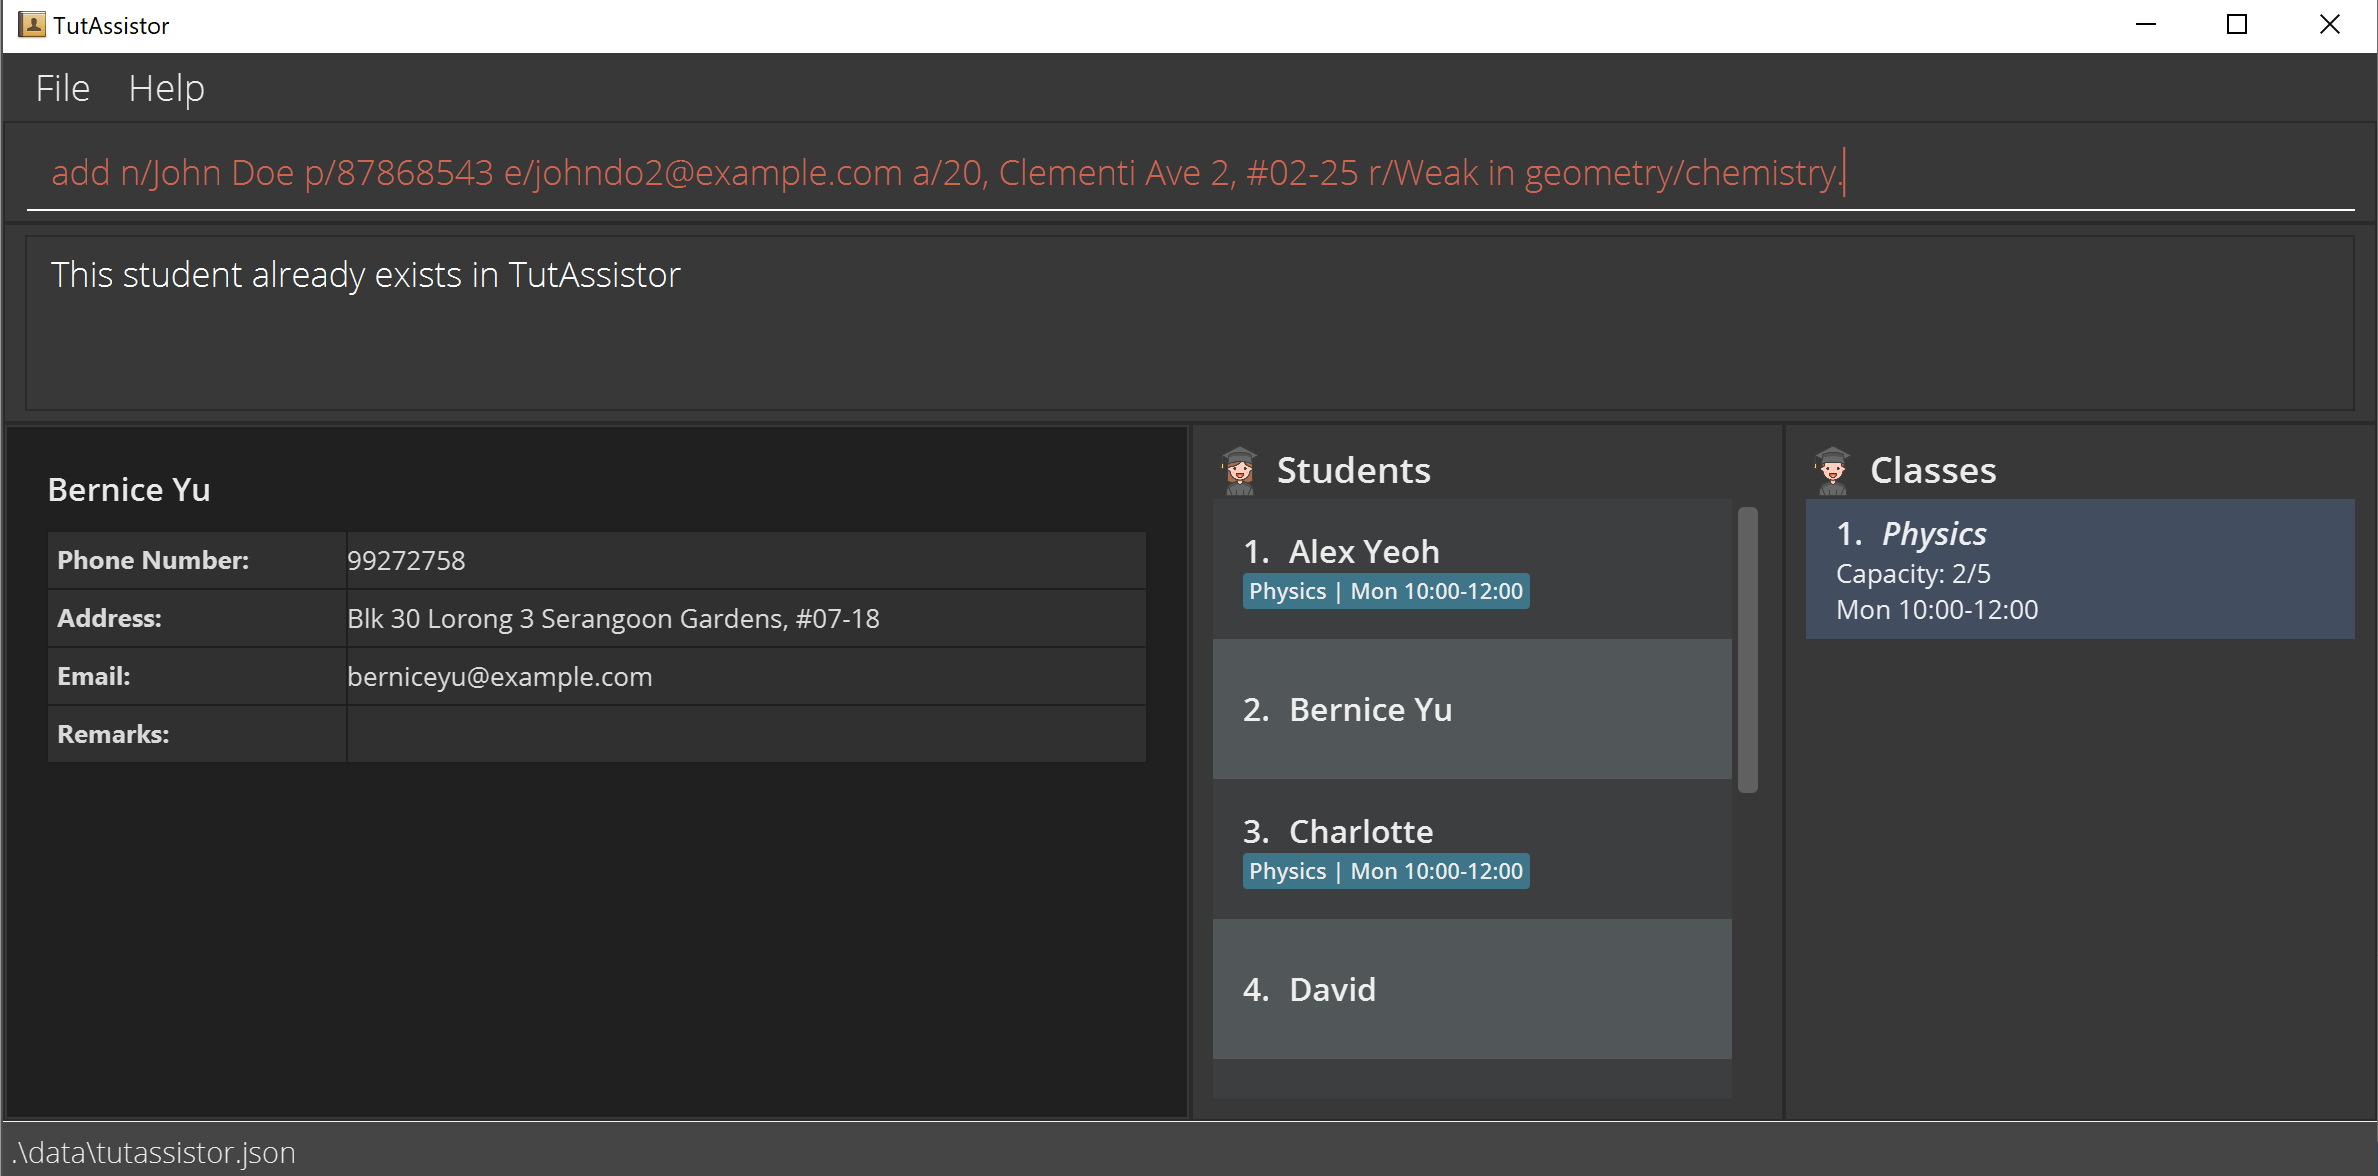 TutAssistor
File Help
add n/John Doe p/87868543 e/johndo2@example.com a/20, Clementi Ave 2, #02-25 r/Weak in geometry/chemistry.
This student already exists in TutAssistor
Bernice Yu
Phone Number: 99272758
Address: Blk 30 Lorong 3 Serangoon Gardens, #07-18
Email: berniceyu@example.com
Remarks:
Students
1. Alex Yeoh
Physics | Mon 10:00-12:00
2. Bernice Yu
3. Charlotte
Physics | Mon 10:00-12:00
4. David
Classes
1. Physics
Capacity: 2/5
Mon 10:00-12:00
.\data\tutassistor.json